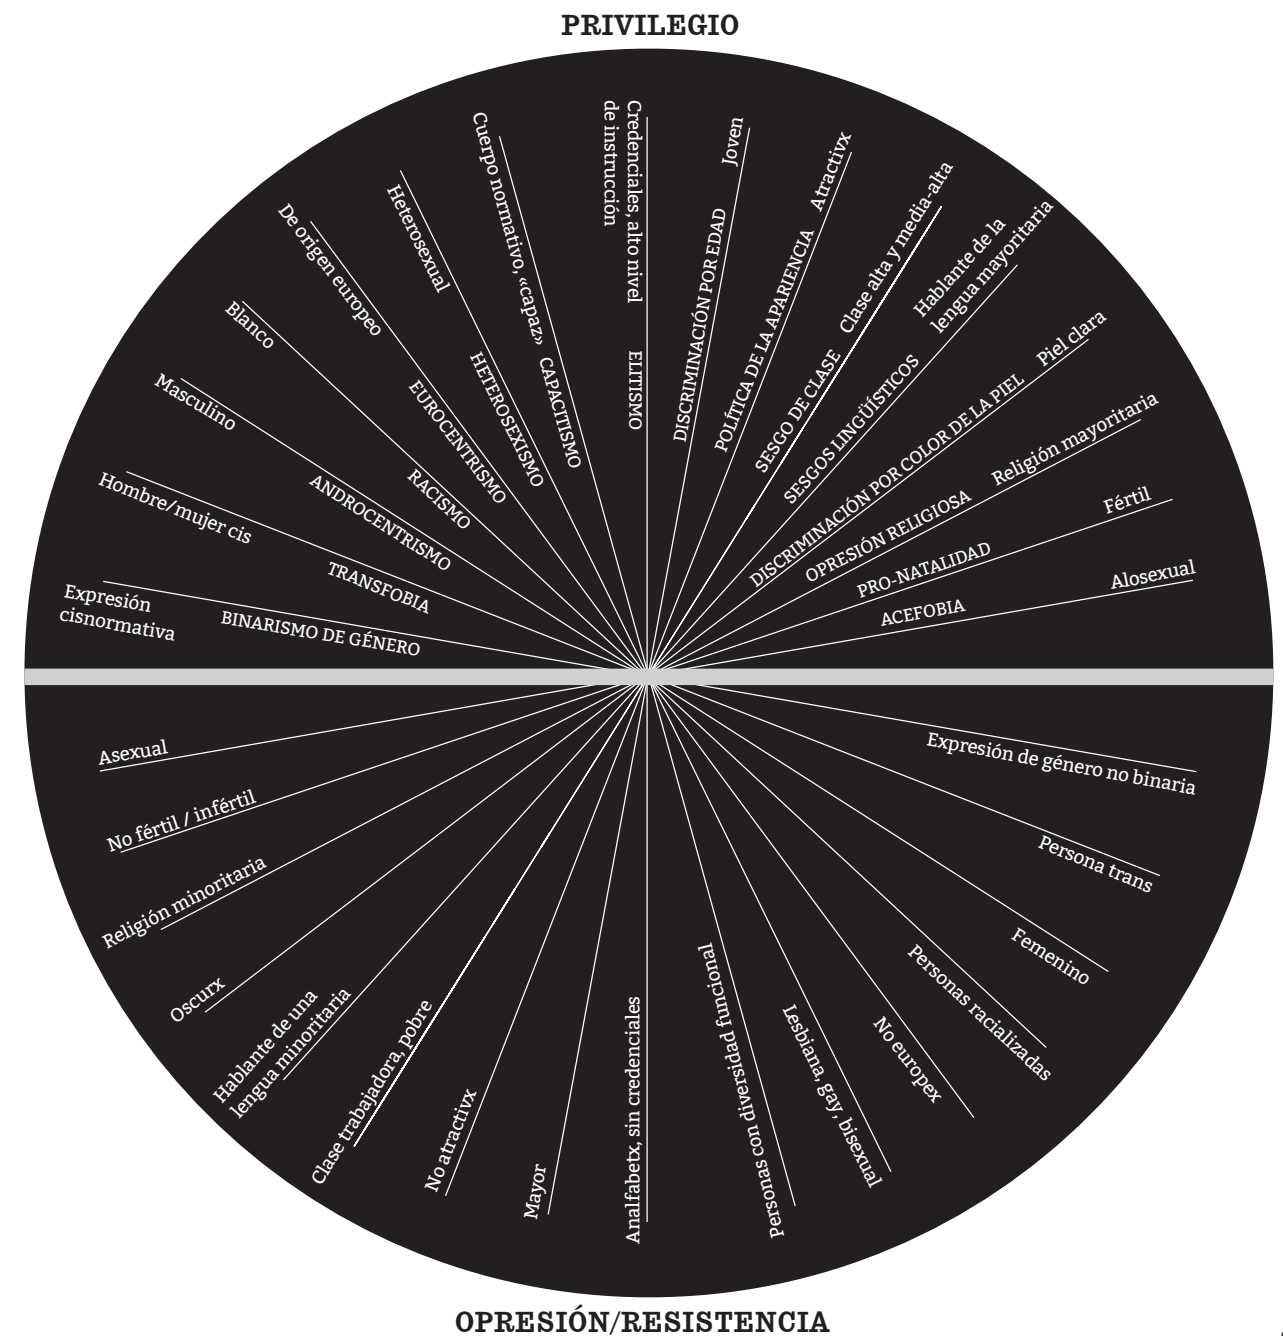 PRIVILEGIO
Expresión
cisnormativa
BINARISMO DE GÉNERO
Hombre/mujer cis
TRANSFOBIA
Masculino
ANDROCENTRISMO
Blanco
RACISMO
De origen europeo
EUROCENTRISMO
Heterosexual
HETEROSEXISMO
Cuerpo normativo, «capaz»
CAPACITISMO
Credenciales, alto nivel
de instrucción
ELITISMO
Joven
DISCRIMINACIÓN POR EDAD
Atractivx
POLÍTICA DE LA APARIENCIA
Clase alta y media-alta
SESGO DE CLASE
Hablante de la
lengua mayoritaria
SESGOS LINGÜÍSTICOS
Piel clara
DISCRIMINACIÓN POR COLOR DE LA PIEL
Religión mayoritaria
OPRESIÓN RELIGIOSA
Fértil
PRO-NATALIDAD
Alosexual
ACEFOBIA
Asexual
No fértil / infértil
Religión minoritaria
Oscurx
Hablante de una
lengua minoritaria
Clase trabajadora, pobre
No atractivx
Mayor
Analfabetx, sin credenciales
Personas con diversidad funcional
Lesbiana, gay, bisexual
No europex
Personas racializadas
Femenino
Persona trans
Expresión de género no binaria
OPRESIÓN/RESISTENCIA